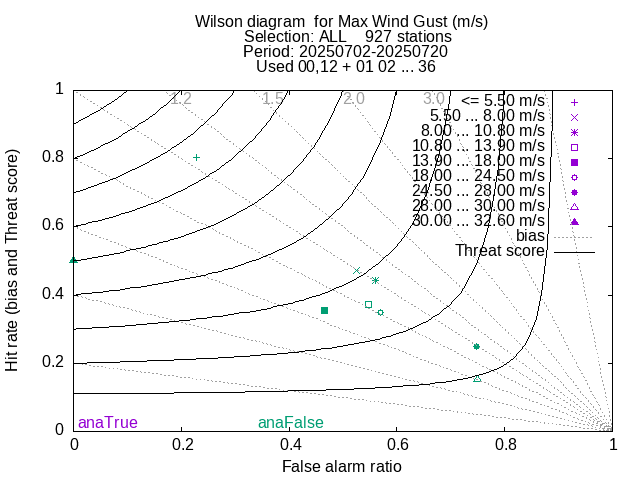 Wilson diagram  for Max Wind Gust (m/s)
Selection: ALL    927 stations
Period: 20250702-20250720
Used 00,12 + 01 02 ... 36
1.2 1.5 2.0 3.0
<= 5.50 m/s
5.50 ... 8.00 m/s
8.00 ... 10.80 m/s
10.80 ... 13.90 m/s
13.90 ... 18.00 m/s
18.00 ... 24.50 m/s
24.50 ... 28.00 m/s
28.00 ... 30.00 m/s
30.00 ... 32.60 m/s
bias
Threat score
Hit rate (bias and Threat score)
1
0.8
0.6
0.4
0.2
0
anaTrue anaFalse
0 0.2 0.4 0.6 0.8 1
False alarm ratio